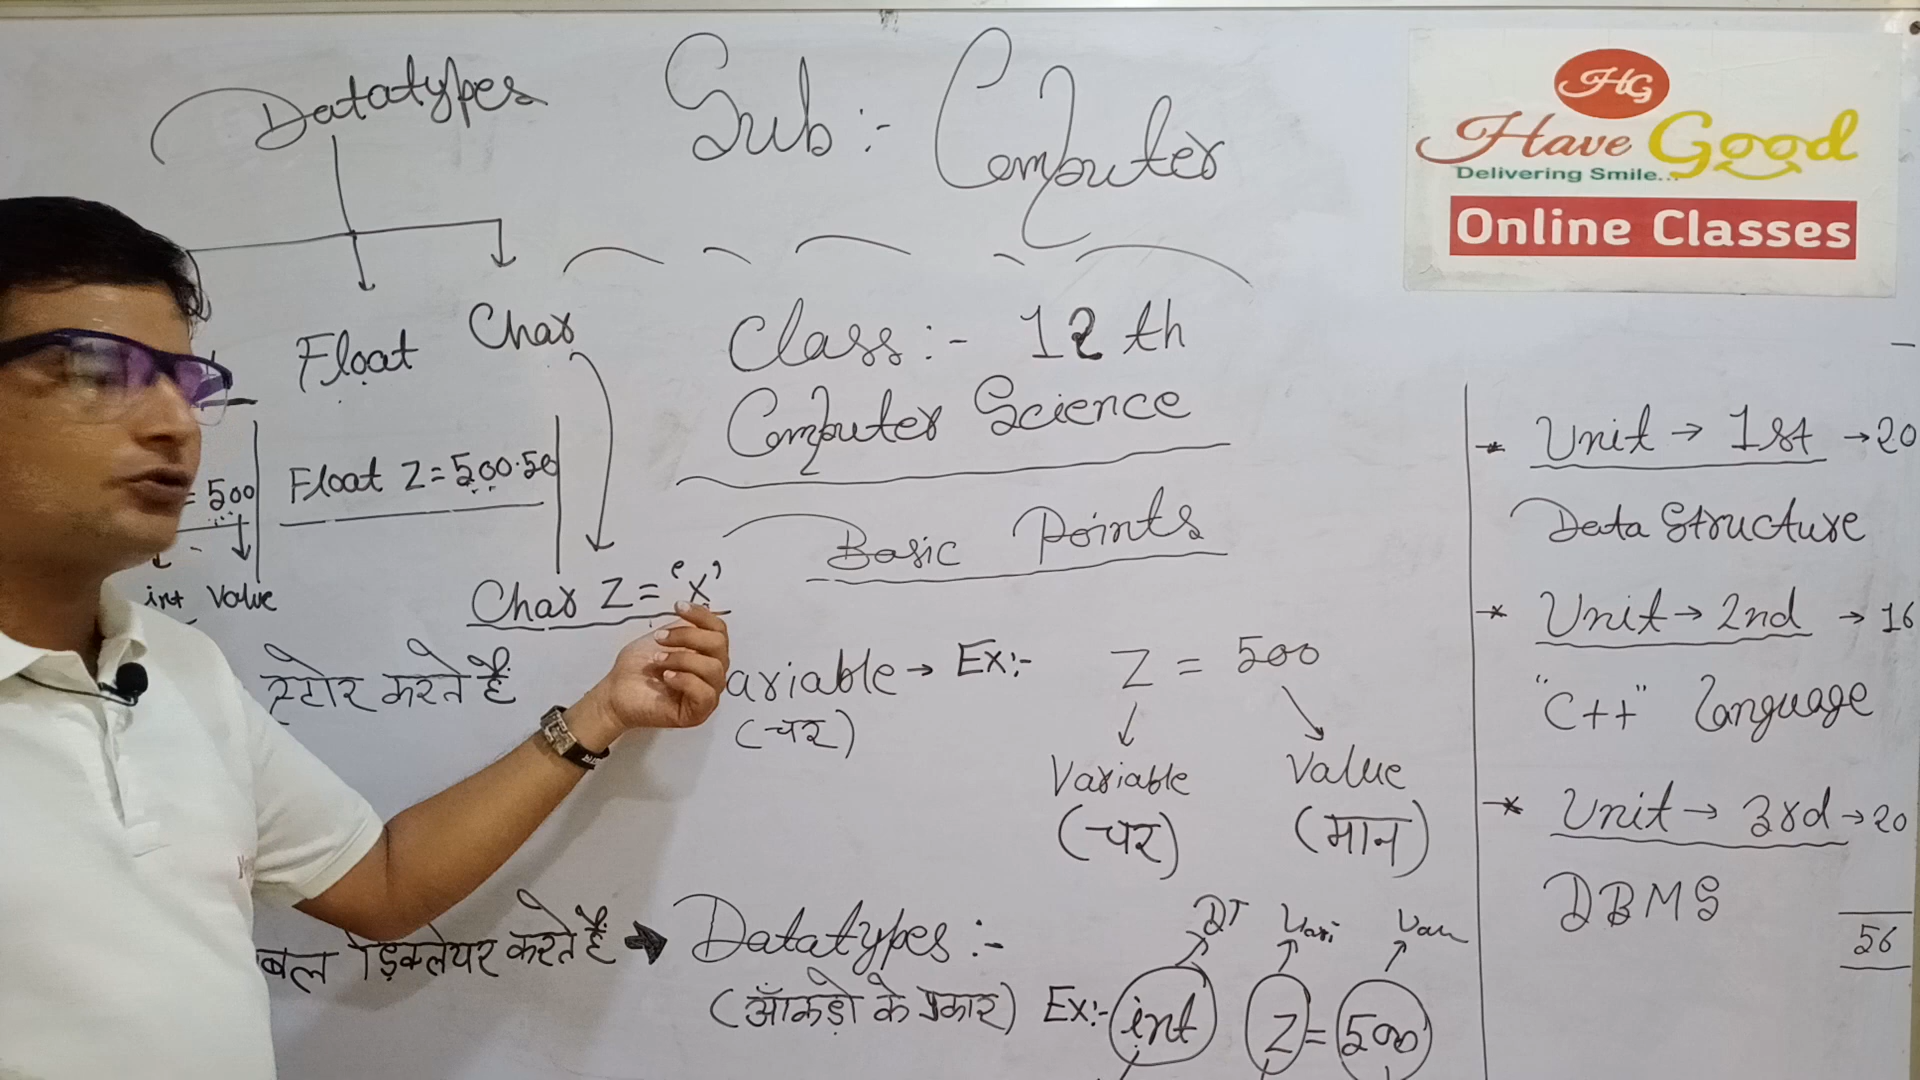 Datatypes
Float
Char
= 500
Float Z = 500.50
int Value
Char Z = 'x'
स्टोर करते हैं
बल डिक्लेयर करते हैं
Sub:- Computer
Class:- 12th
Computer Science
Basic Points
ariable → Ex:- Z = 500
(चर)
Variable Value
(चर) (मान)
Datatypes:-
(आँकड़ो के प्रकार) Ex:- int Z = 500
DT Vari
HG
Have Good
Delivering Smile...
Online Classes
* Unit → 1st → 20
Data Structure
* Unit → 2nd → 16
"C++" Language
* Unit → 3rd → 20
DBMS
56